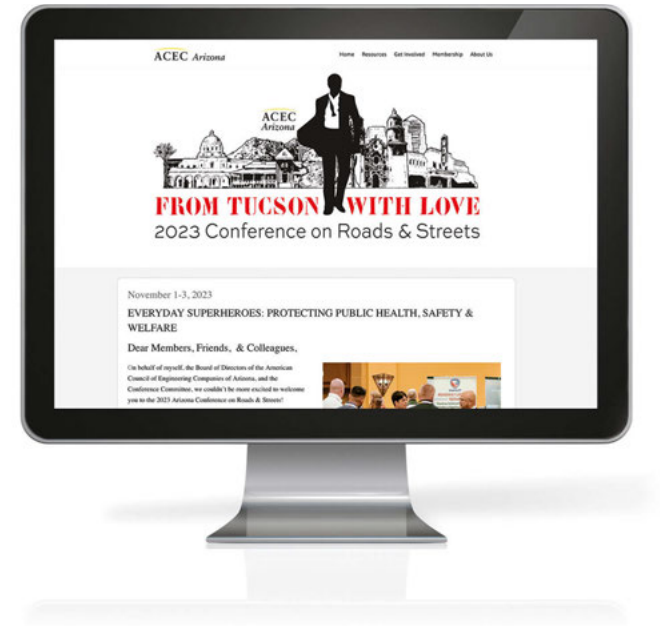 ACEC Arizona
Home Resources Get Involved Membership About Us
ACEC
Arizona
FROM TUCSON WITH LOVE
2023 Conference on Roads & Streets
November 1-3, 2023
EVERYDAY SUPERHEROES: PROTECTING PUBLIC HEALTH, SAFETY &
WELFARE
Dear Members, Friends, & Colleagues,
On behalf of myself, the Board of Directors of the American
Council of Engineering Companies of Arizona, and the
Conference Committee, we couldn't be more excited to welcome
you to the 2023 Arizona Conference on Roads & Streets!